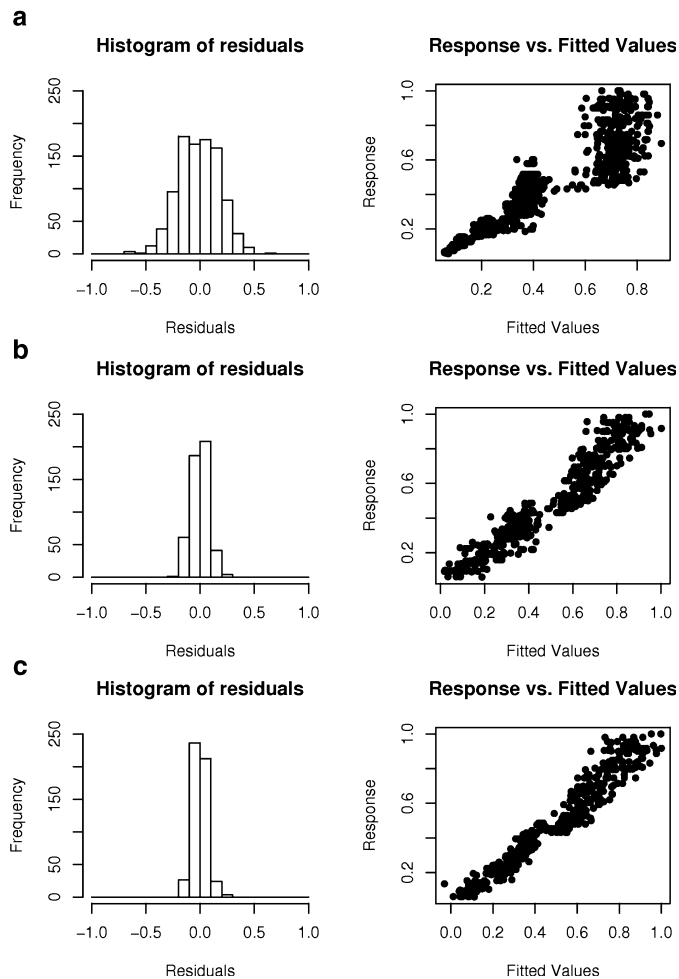 a
Histogram of residuals
Frequency
0 50 150 250
−1.0 −0.5 0.0 0.5 1.0
Residuals
Response vs. Fitted Values
Response
0.2 0.6 1.0
0.2 0.4 0.6 0.8
Fitted Values
b
Histogram of residuals
Frequency
0 50 150 250
−1.0 −0.5 0.0 0.5 1.0
Residuals
Response vs. Fitted Values
Response
0.2 0.6 1.0
0.0 0.2 0.4 0.6 0.8 1.0
Fitted Values
c
Histogram of residuals
Frequency
0 50 150 250
−1.0 −0.5 0.0 0.5 1.0
Residuals
Response vs. Fitted Values
Response
0.2 0.6 1.0
0.0 0.2 0.4 0.6 0.8 1.0
Fitted Values